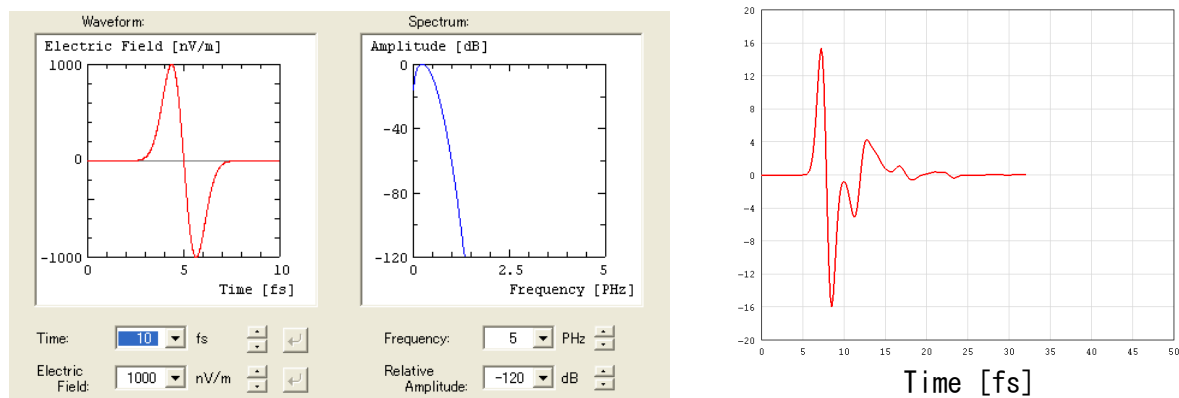 Waveform:
Electric Field [nV/m]
1000
0
-1000
0 5 10
Time [fs]
Time: 10 fs
Electric Field: 1000 nV/m
Spectrum:
Amplitude [dB]
0
-40
-80
-120
0 2.5 5
Frequency [PHz]
Frequency: 5 PHz
Relative Amplitude: -120 dB
20
16
12
8
4
0
-4
-8
-12
-16
-20
0 5 10 15 20 25 30 35 40 45 50
Time [fs]